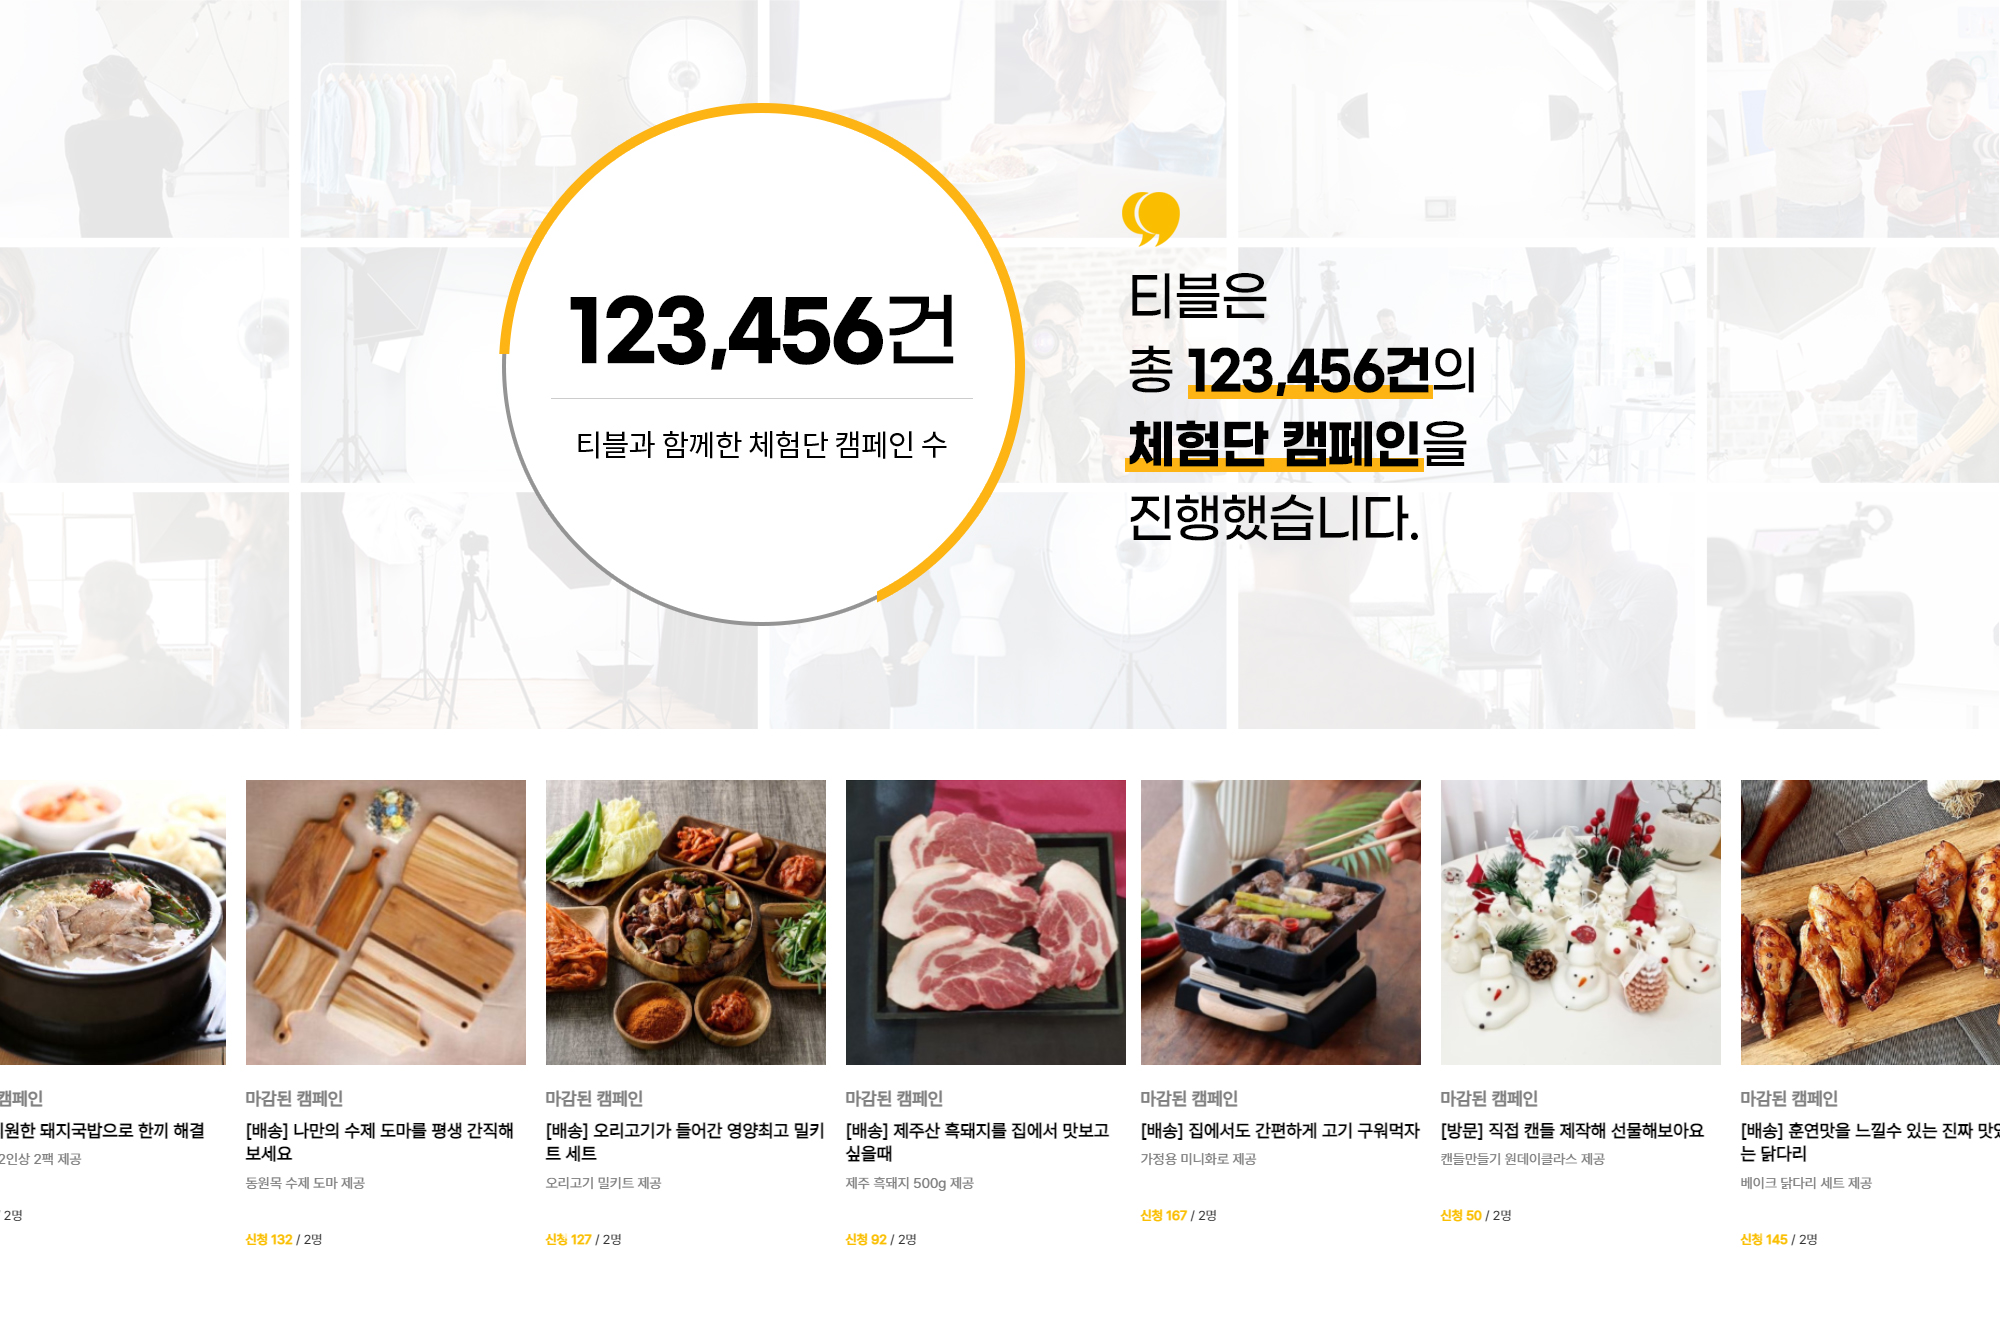 123,456건
티블과 함께한 체험단 캠페인 수
티블은
총 123,456건의
체험단 캠페인을
진행했습니다.
캠페인
원한 돼지국밥으로 한끼 해결
2인상 2팩 제공
/ 2명
마감된 캠페인
[배송] 나만의 수제 도마를 평생 간직해
보세요
동원목 수제 도마 제공
신청 132 / 2명
마감된 캠페인
[배송] 오리고기가 들어간 영양최고 밀키
트 세트
오리고기 밀키트 제공
신청 127 / 2명
마감된 캠페인
[배송] 제주산 흑돼지를 집에서 맛보고
싶을때
제주 흑돼지 500g 제공
신청 92 / 2명
마감된 캠페인
[배송] 집에서도 간편하게 고기 구워먹자
가정용 미니화로 제공
신청 167 / 2명
마감된 캠페인
[방문] 직접 캔들 제작해 선물해보아요
캔들만들기 원데이클라스 제공
신청 50 / 2명
마감된 캠페인
[배송] 훈연맛을 느낄수 있는 진짜 맛있
는 닭다리
베이크 닭다리 세트 제공
신청 145 / 2명